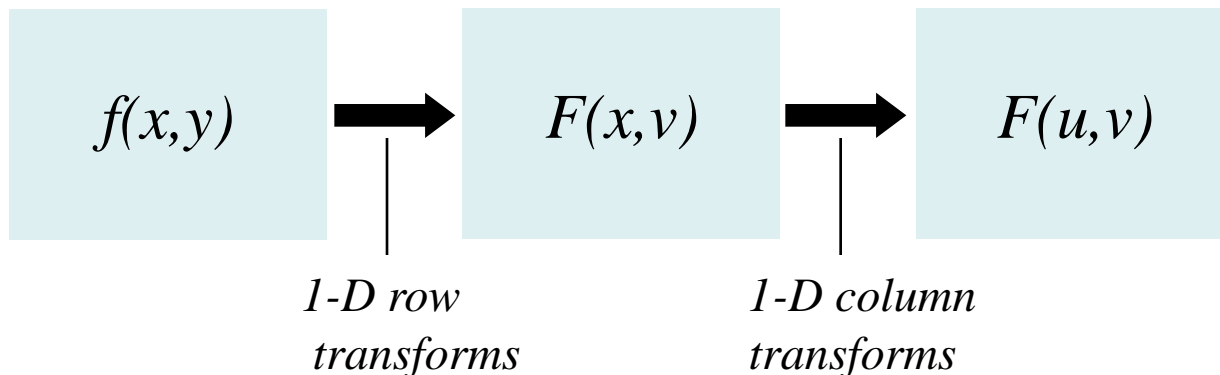 f(x,y)
F(x,v)
F(u,v)
1-D row
transforms
1-D column
transforms